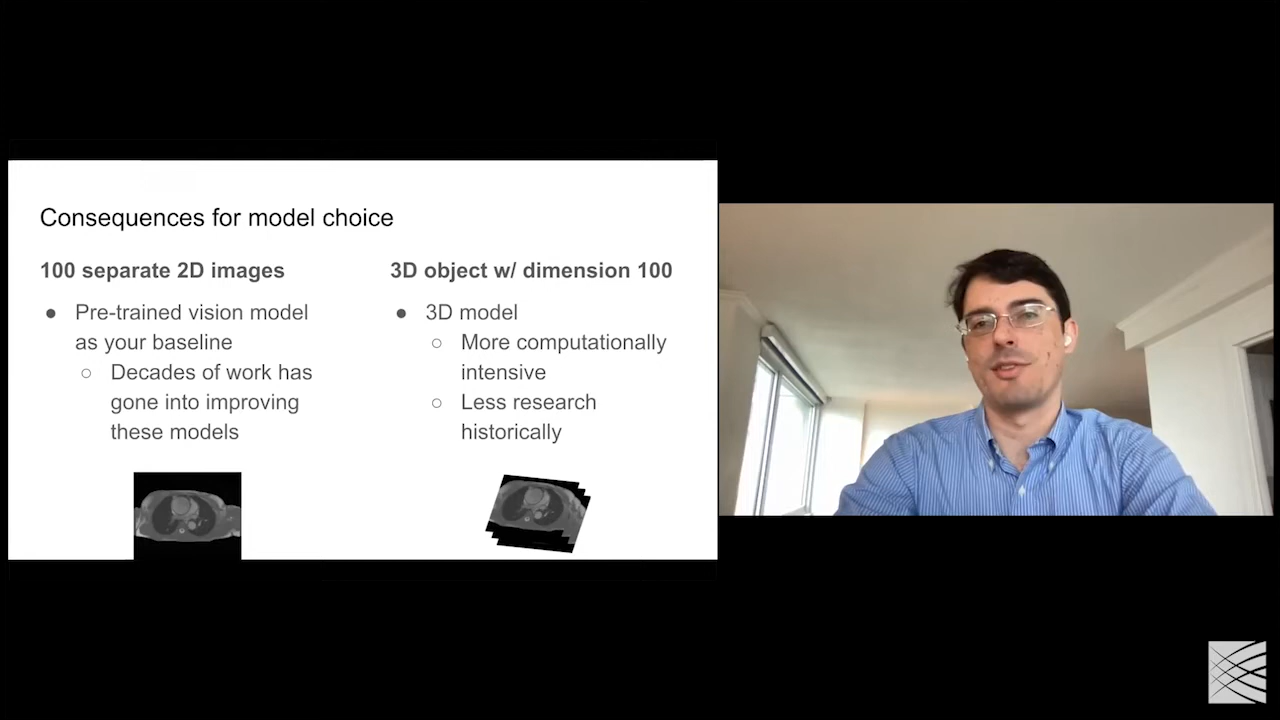 Consequences for model choice
100 separate 2D images
● Pre-trained vision model
as your baseline
○ Decades of work has
gone into improving
these models
3D object w/ dimension 100
● 3D model
○ More computationally
intensive
○ Less research
historically